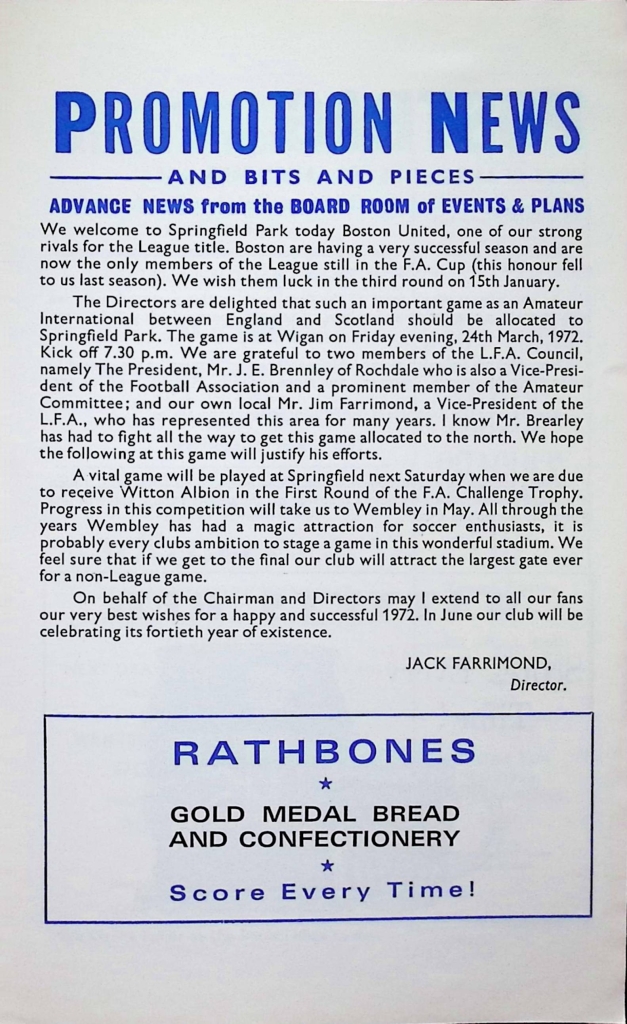 PROMOTION NEWS
AND BITS AND PIECES
ADVANCE NEWS from the BOARD ROOM of EVENTS & PLANS
We welcome to Springfield Park today Boston United, one of our strong
rivals for the League title. Boston are having a very successful season and are
now the only members of the League still in the F.A. Cup (this honour fell
to us last season). We wish them luck in the third round on 15th January.
The Directors are delighted that such an important game as an Amateur
International between England and Scotland should be allocated to
Springfield Park. The game is at Wigan on Friday evening, 24th March, 1972.
Kick off 7.30 p.m. We are grateful to two members of the L.F.A. Council,
namely The President, Mr. J. E. Brennley of Rochdale who is also a Vice-Presi-
dent of the Football Association and a prominent member of the Amateur
Committee; and our own local Mr. Jim Farrimond, a Vice-President of the
L.F.A., who has represented this area for many years. I know Mr. Brearley
has had to fight all the way to get this game allocated to the north. We hope
the following at this game will justify his efforts.
A vital game will be played at Springfield next Saturday when we are due
to receive Witton Albion in the First Round of the F.A. Challenge Trophy.
Progress in this competition will take us to Wembley in May. All through the
years Wembley has had a magic attraction for soccer enthusiasts, it is
probably every clubs ambition to stage a game in this wonderful stadium. We
feel sure that if we get to the final our club will attract the largest gate ever
for a non-League game.
On behalf of the Chairman and Directors may I extend to all our fans
our very best wishes for a happy and successful 1972. In June our club will be
celebrating its fortieth year of existence.
JACK FARRIMOND,
Director.
RATHBONES
GOLD MEDAL BREAD
AND CONFECTIONERY
Score Every Time!